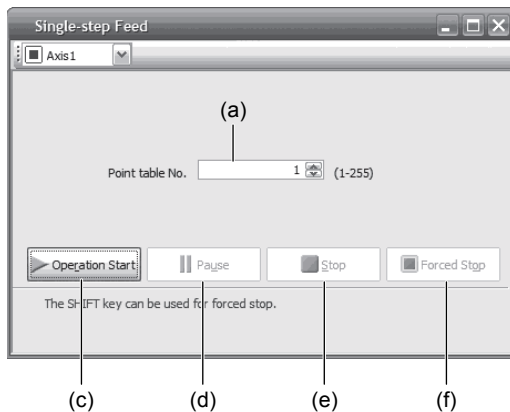 Single-step Feed
Axis1
(a)
Point table No. 1 (1-255)
Operation Start Pause Stop Forced Stop
The SHIFT key can be used for forced stop.
(c) (d) (e) (f)